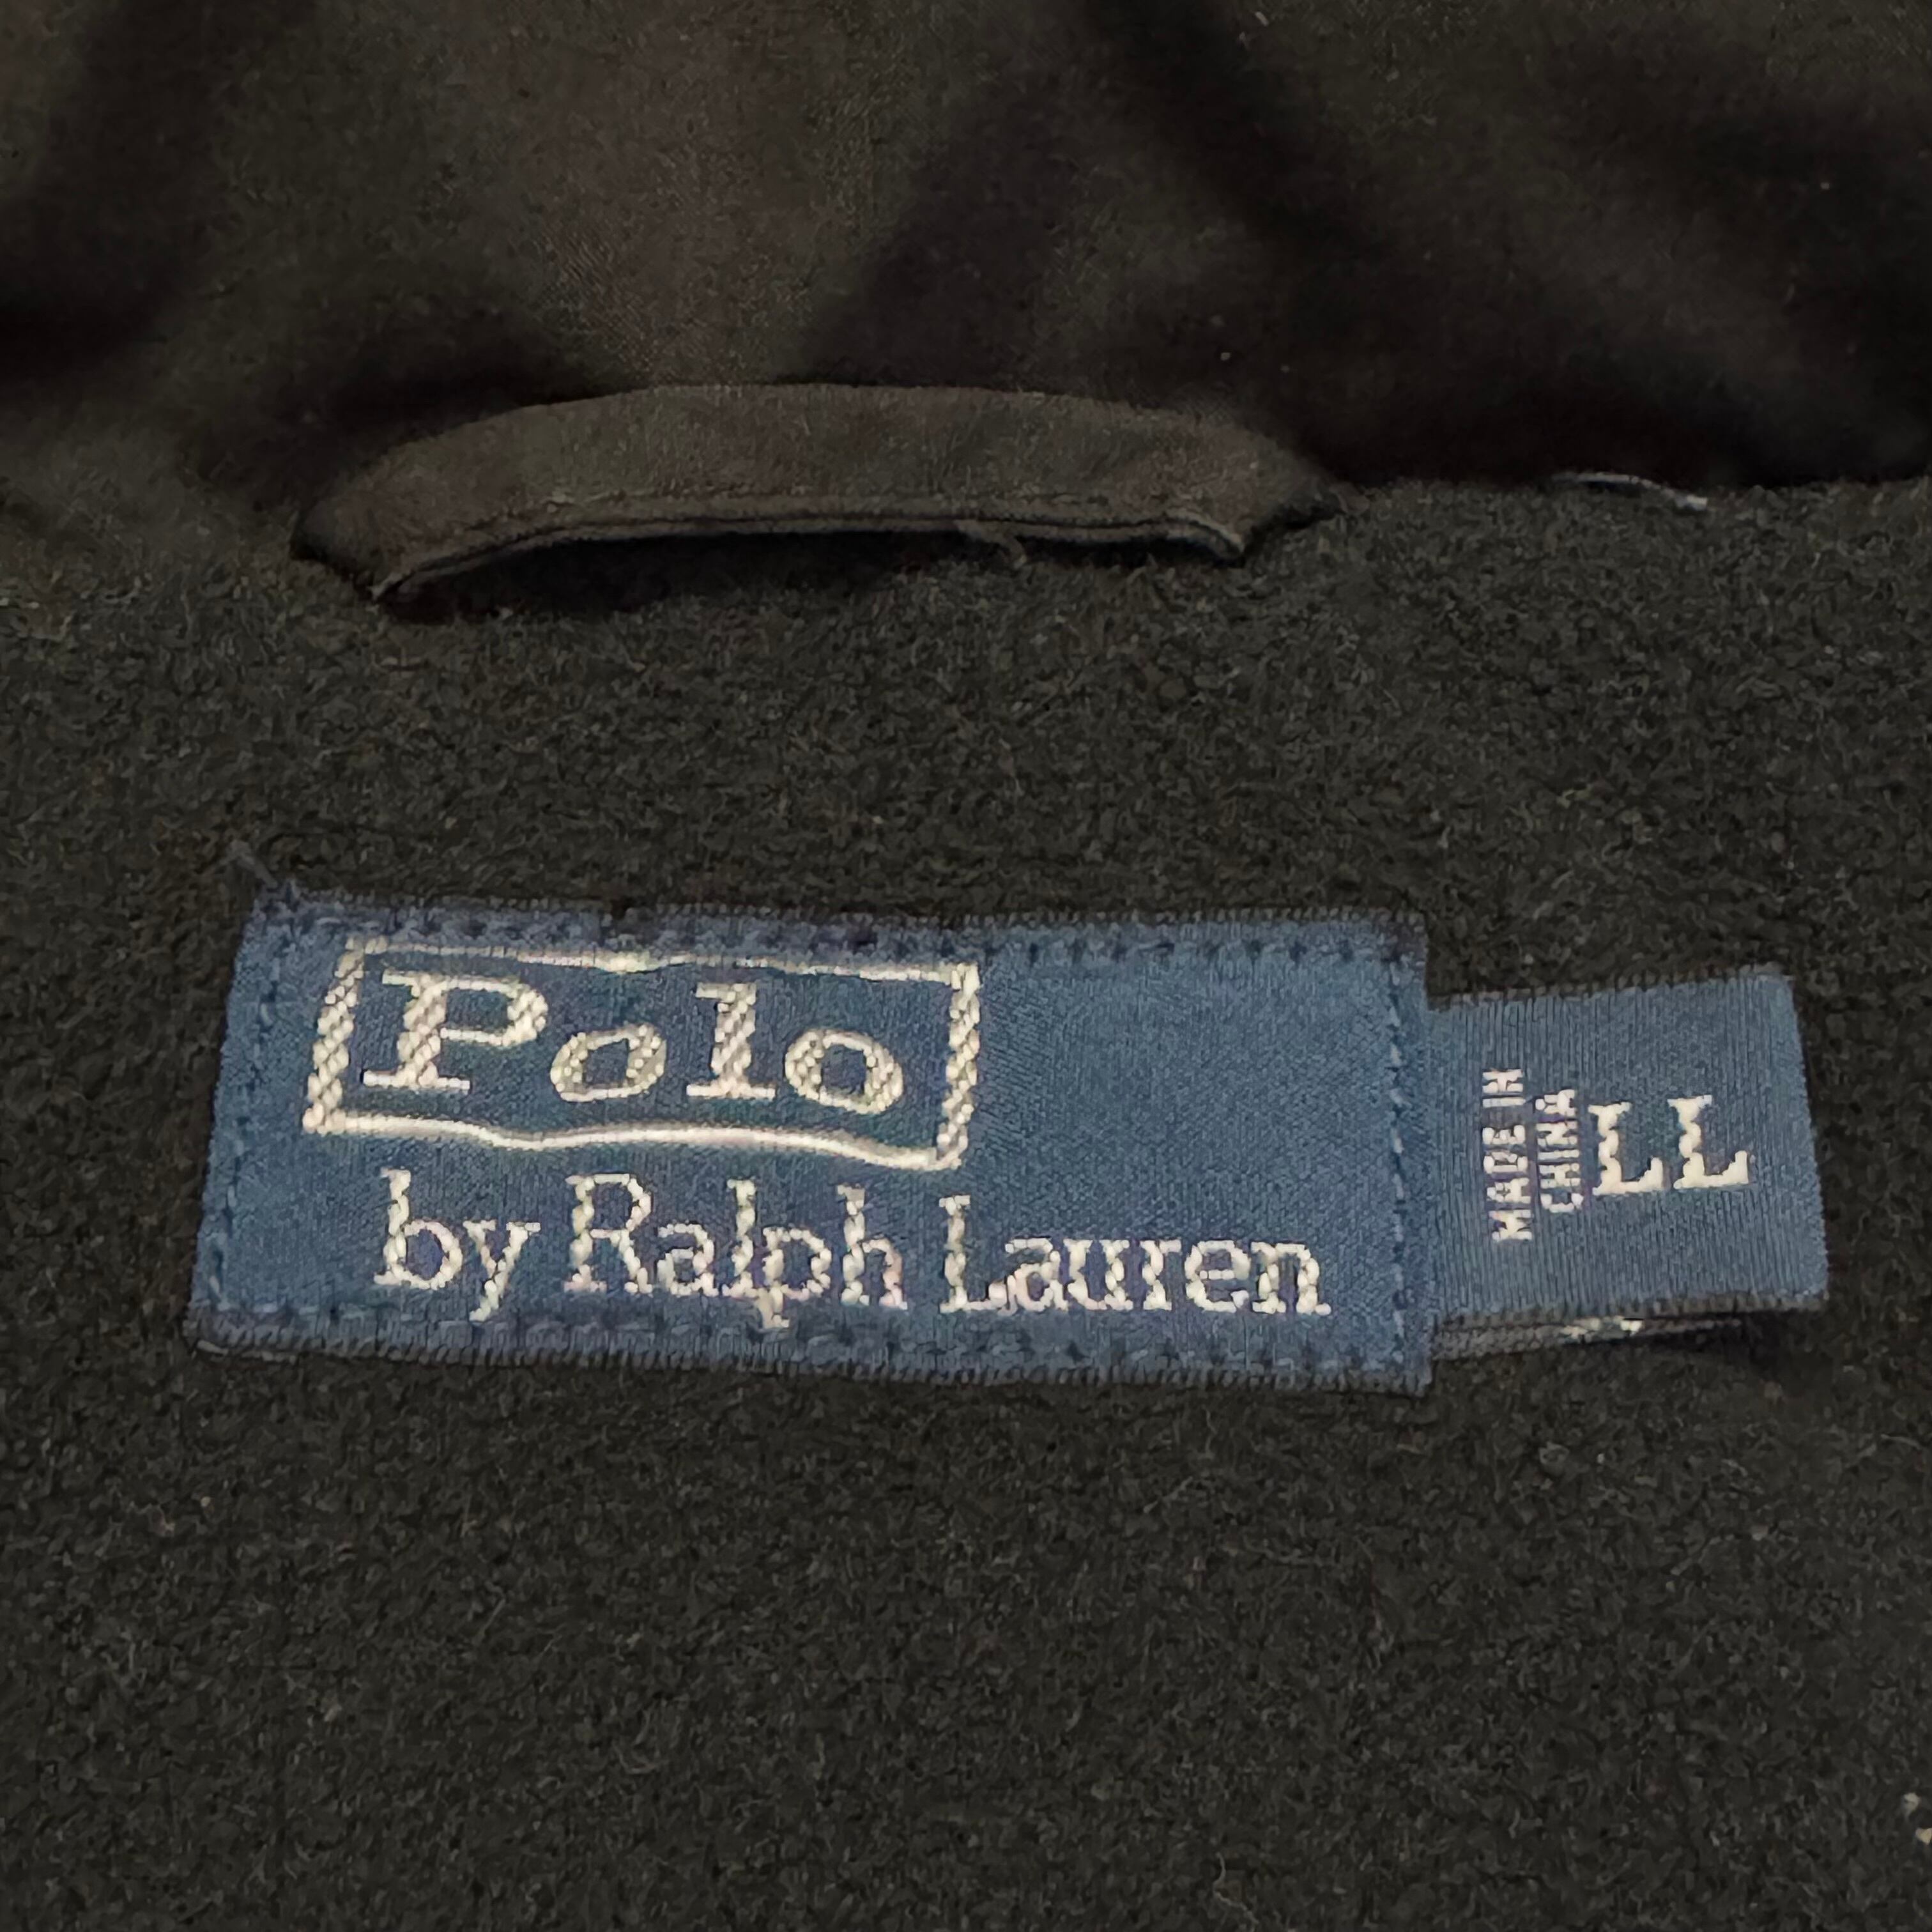 Polo
by Ralph Lauren
MADE IN
CHINA
LL